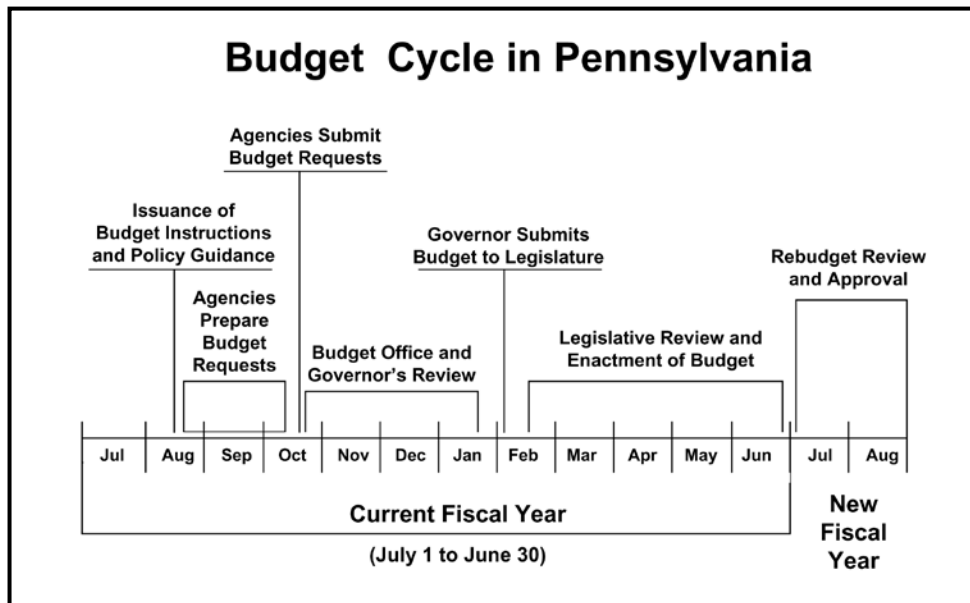 Budget Cycle in Pennsylvania
Agencies Submit
Budget Requests
Issuance of
Budget Instructions
and Policy Guidance
Governor Submits
Budget to Legislature
Rebudget Review
and Approval
Agencies
Prepare
Budget
Requests
Budget Office and
Governor's Review
Legislative Review and
Enactment of Budget
Jul Aug Sep Oct Nov Dec Jan Feb Mar Apr May Jun Jul Aug
Current Fiscal Year
(July 1 to June 30)
New
Fiscal
Year